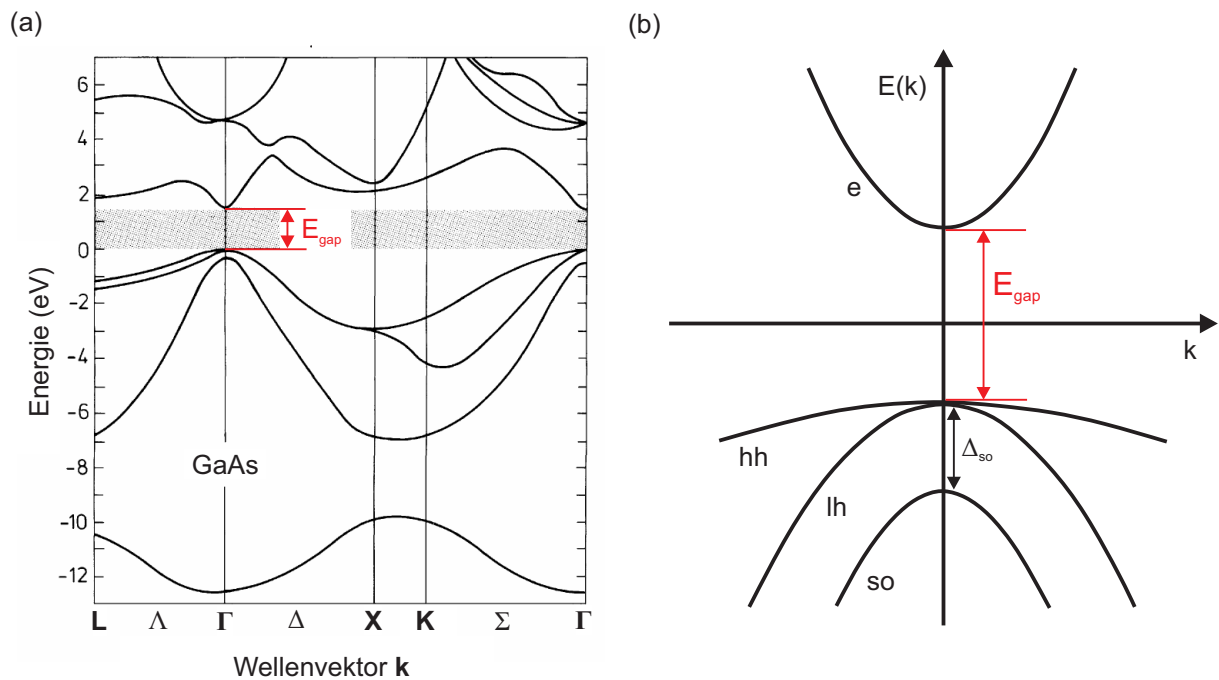 (a)
(b)
6
4
2
0
-2
-4
-6
-8
-10
-12
Energie (eV)
E_gap
GaAs
L Λ Γ Δ X K Σ Γ
Wellenvektor k
E(k)
e
E_gap
k
hh
Δ_so
lh
so